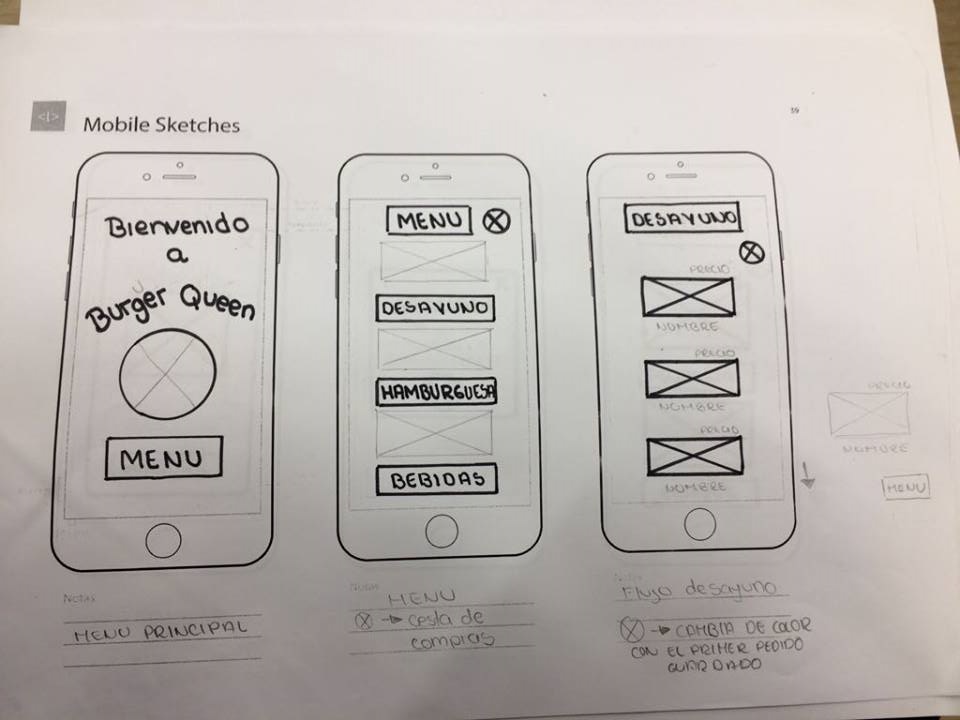 <|>
Mobile Sketches
39
Bienvenido
a
Burger Queen
MENU
Notas
MENU PRINCIPAL
MENU
DESAYUNO
HAMBURGUESA
BEBIDAS
Notas
MENU
cesta de
compras
DESAYUNO
PRECIO
NOMBRE
PRECIO
NOMBRE
PRECIO
NOMBRE
Notas
Flujo desayuno
CAMBIA DE COLOR
CON EL PRIMER PEDIDO
GUARDADO
PRECIO
NOMBRE
MENU